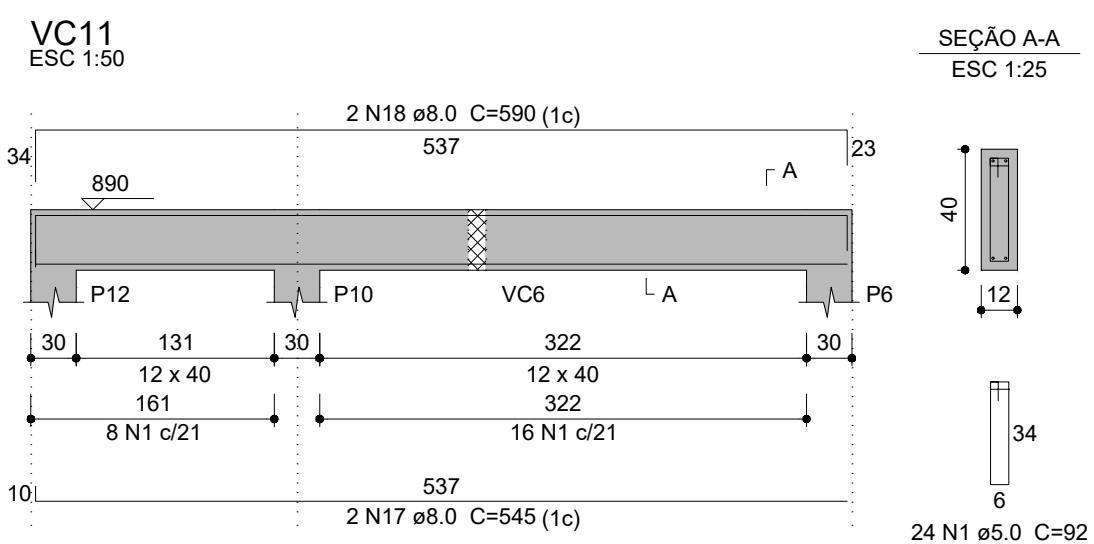 VC11
ESC 1:50
SEÇÃO A-A
ESC 1:25
2 N18 ø8.0 C=590 (1c)
34
537
23
A
890
40
P12
P10
VC6
A
P6
12
30
131
30
322
30
12 x 40
12 x 40
161
322
8 N1 c/21
16 N1 c/21
34
10
537
6
2 N17 ø8.0 C=545 (1c)
24 N1 ø5.0 C=92